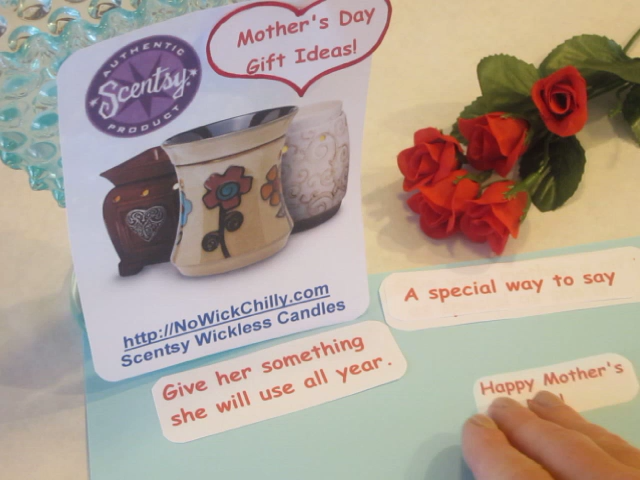 Mother's Day
Gift Ideas!
AUTHENTIC
Scentsy
PRODUCT
http://NoWickChilly.com
Scentsy Wickless Candles
A special way to say
Give her something
she will use all year.
Happy Mother's